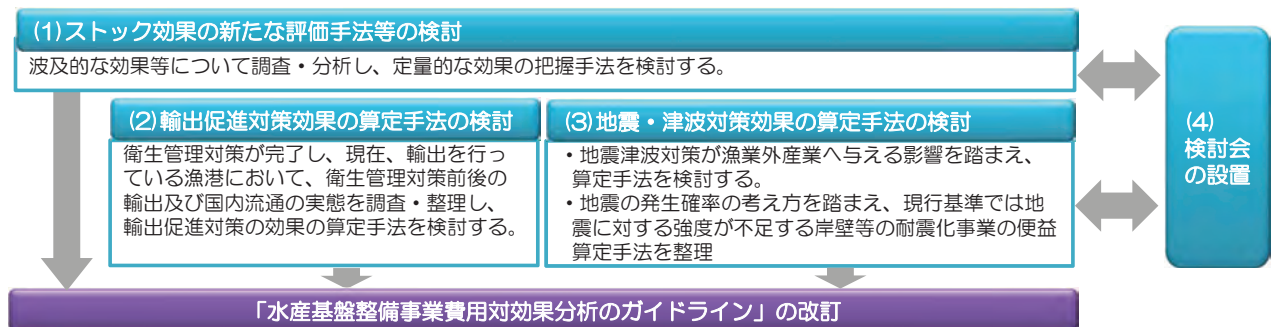 (1)ストック効果の新たな評価手法等の検討
波及的な効果等について調査・分析し、定量的な効果の把握手法を検討する。
(2)輸出促進対策効果の算定手法の検討
衛生管理対策が完了し、現在、輸出を行っ
ている漁港において、衛生管理対策前後の
輸出及び国内流通の実態を調査・整理し、
輸出促進対策の効果の算定手法を検討する。
(3)地震・津波対策効果の算定手法の検討
・地震津波対策が漁業外産業へ与える影響を踏まえ、
算定手法を検討する。
・地震の発生確率の考え方を踏まえ、現行基準では地
震に対する強度が不足する岸壁等の耐震化事業の便益
算定手法を整理
(4)
検討会
の設置
「水産基盤整備事業費用対効果分析のガイドライン」の改訂